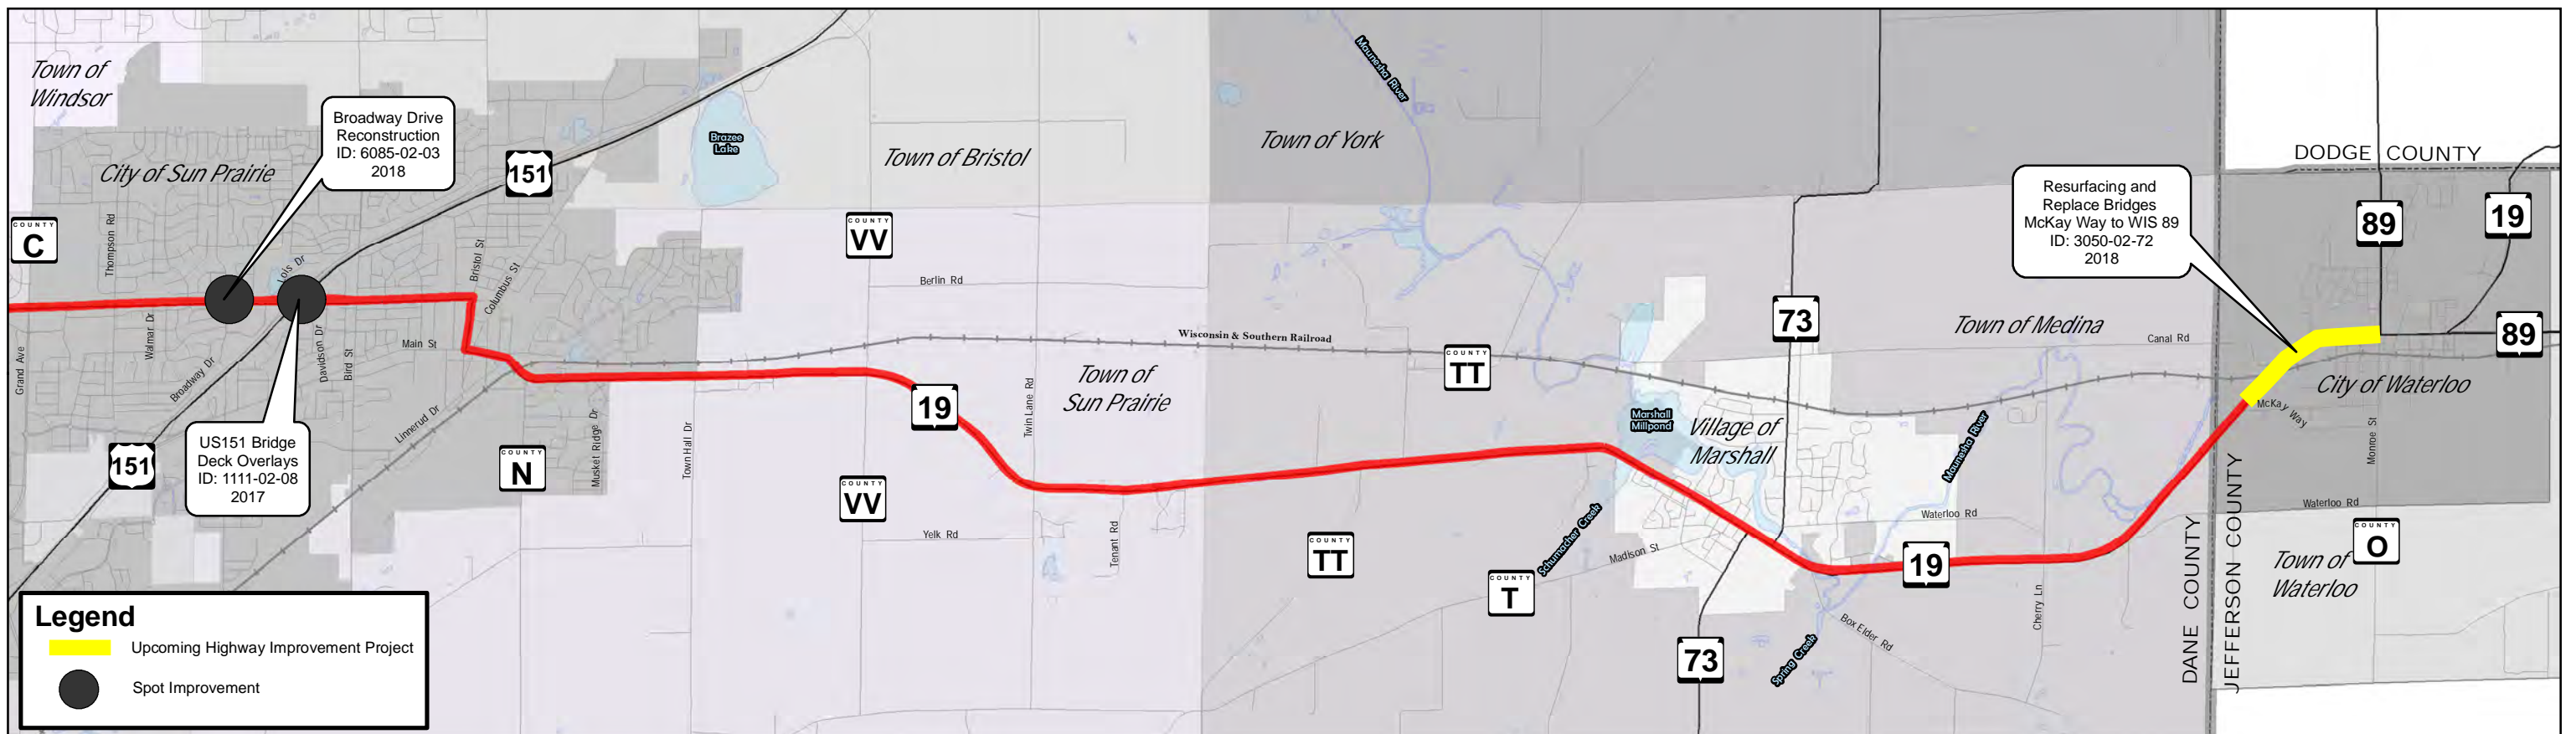 Town of
Windsor
City of Sun Prairie
Broadway Drive
Reconstruction
ID: 6085-02-03
2018
151
Brazee
Lake
Town of Bristol
Town of York
Maunesha River
DODGE COUNTY
Resurfacing and
Replace Bridges
McKay Way to WIS 89
ID: 3050-02-72
2018
89
19
COUNTY
C
Thompson Rd
Lois Dr
Bristol St
Columbus St
COUNTY
VV
Berlin Rd
73
Town of Medina
Canal Rd
89
Grand Ave
Walmar Dr
Broadway Dr
Davidson Dr
Bird St
Main St
Wisconsin & Southern Railroad
COUNTY
TT
Town of
Sun Prairie
19
Twin Lane Rd
City of Waterloo
McKay Way
Monroe St
Linnerud Dr
Musket Ridge Dr
Town Hall Dr
Marshall
Millpond
Village of
Marshall
Maunesha River
151
US151 Bridge
Deck Overlays
ID: 1111-02-08
2017
COUNTY
N
COUNTY
VV
Yelk Rd
Tenant Rd
COUNTY
TT
Schumacher Creek
Madison St
COUNTY
T
Waterloo Rd
19
Waterloo Rd
COUNTY
O
Town of
Waterloo
DANE COUNTY
JEFFERSON COUNTY
Cherry Ln
Box Elder Rd
Spring Creek
73
Legend
Upcoming Highway Improvement Project
Spot Improvement